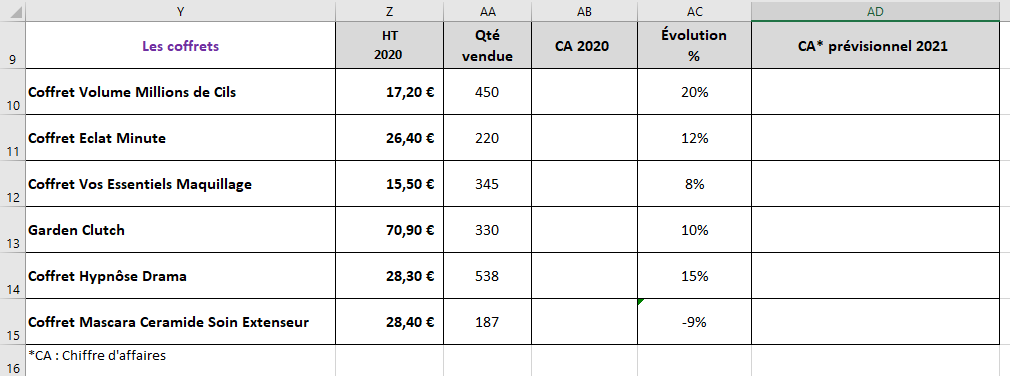 Y Z AA AB AC AD
9 Les coffrets HT 2020 Qté vendue CA 2020 Évolution % CA* prévisionnel 2021
10 Coffret Volume Millions de Cils 17,20 € 450 20%
11 Coffret Eclat Minute 26,40 € 220 12%
12 Coffret Vos Essentiels Maquillage 15,50 € 345 8%
13 Garden Clutch 70,90 € 330 10%
14 Coffret Hypnôse Drama 28,30 € 538 15%
15 Coffret Mascara Ceramide Soin Extenseur 28,40 € 187 -9%
16 *CA : Chiffre d'affaires